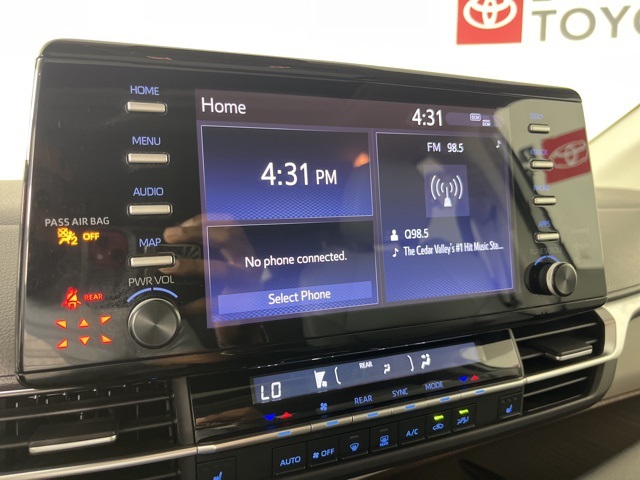 TOYO
HOME
MENU
AUDIO
MAP
PWR VOL
PASS AIR BAG
2 OFF
REAR
Home
4:31
4:31 PM
FM 98.5
Q98.5
The Cedar Valley's #1 Hit Music Sta...
No phone connected.
Select Phone
LO
REAR
REAR
SYNC
MODE
AUTO
OFF
A/C